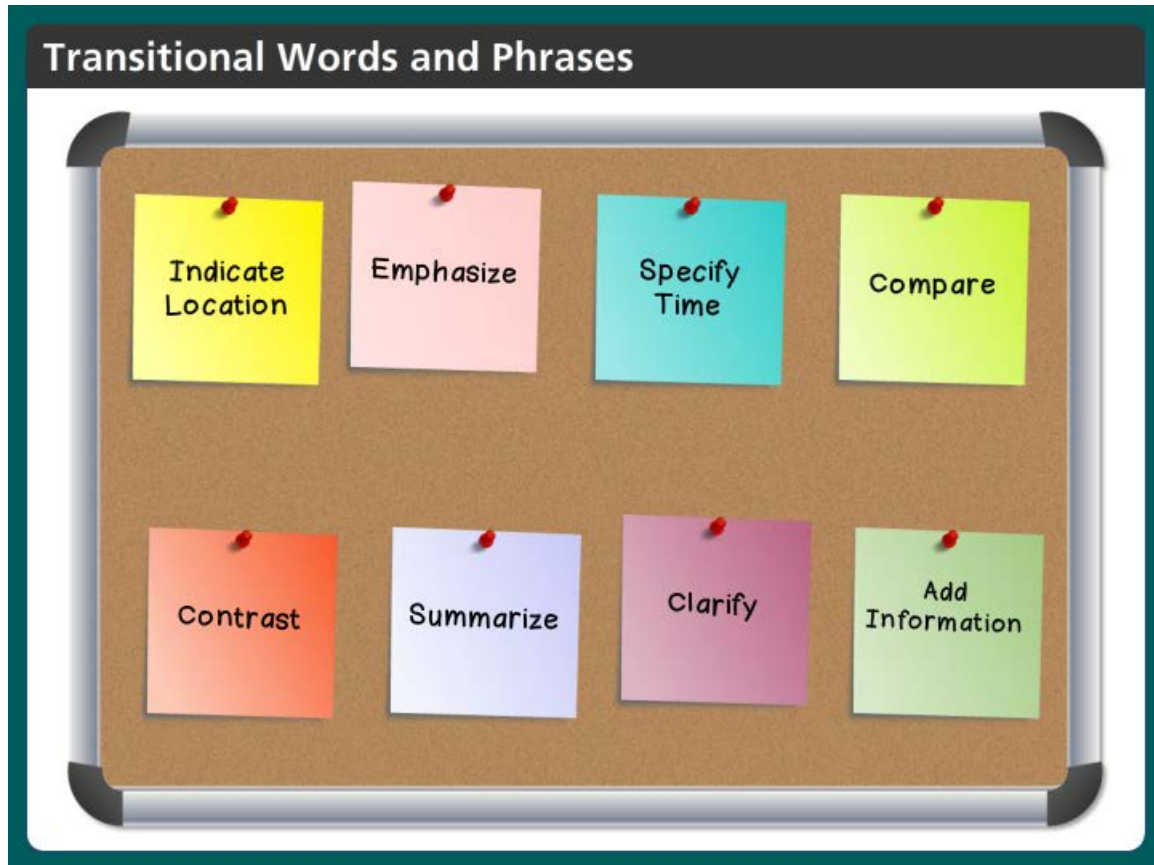 Transitional Words and Phrases
Indicate
Location
Emphasize
Specify
Time
Compare
Contrast
Summarize
Clarify
Add
Information